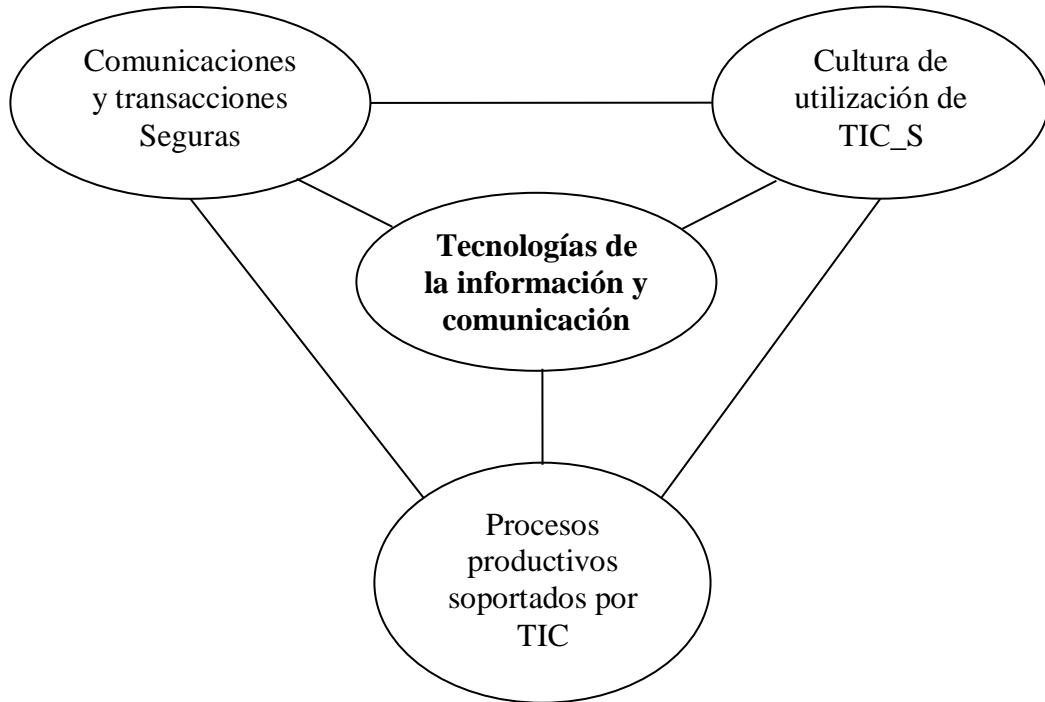 Comunicaciones
y transacciones
Seguras
Cultura de
utilización de
TIC_S
Tecnologías de
la información y
comunicación
Procesos
productivos
soportados por
TIC